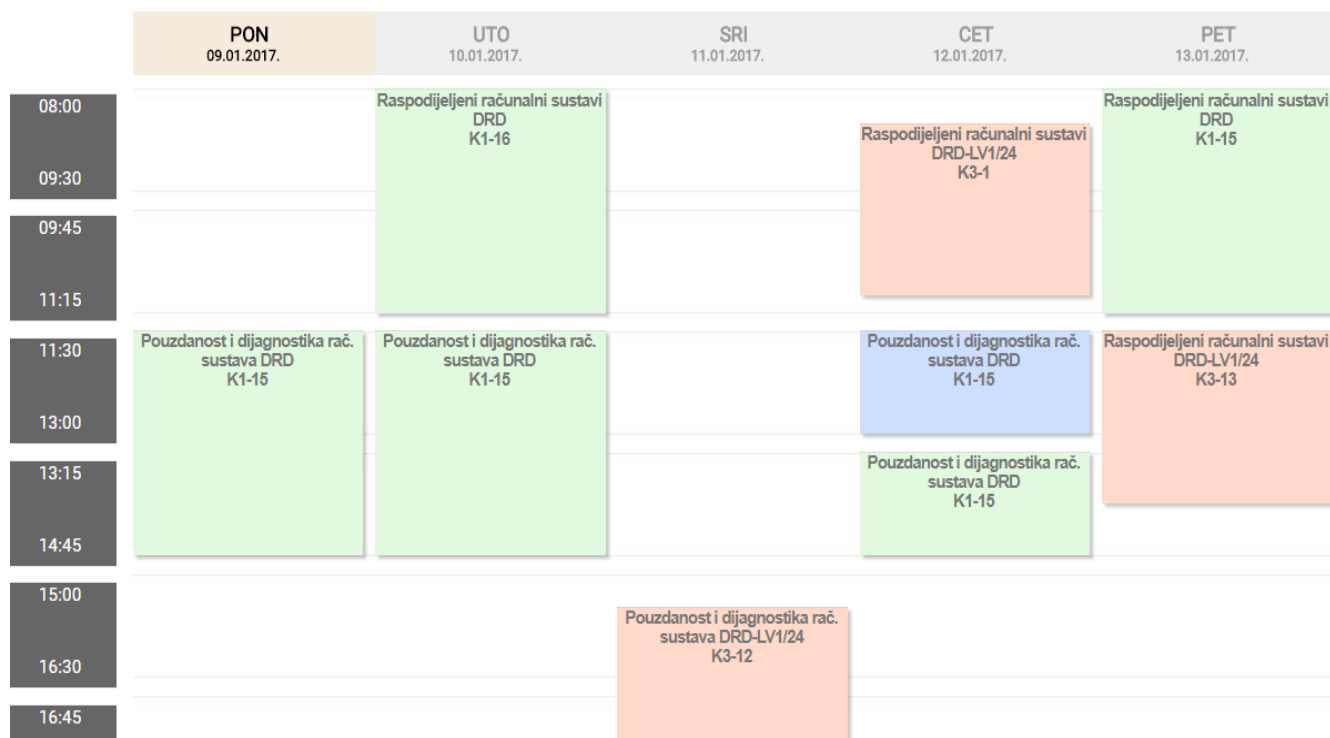 PON
09.01.2017.
UTO
10.01.2017.
SRI
11.01.2017.
CET
12.01.2017.
PET
13.01.2017.
08:00
09:30
09:45
11:15
11:30
13:00
13:15
14:45
15:00
16:30
16:45
Pouzdanost i dijagnostika rač.
sustava DRD
K1-15
Raspodijeljeni računalni sustavi
DRD
K1-16
Pouzdanost i dijagnostika rač.
sustava DRD
K1-15
Pouzdanost i dijagnostika rač.
sustava DRD-LV1/24
K3-12
Raspodijeljeni računalni sustavi
DRD-LV1/24
K3-1
Pouzdanost i dijagnostika rač.
sustava DRD
K1-15
Pouzdanost i dijagnostika rač.
sustava DRD
K1-15
Raspodijeljeni računalni sustavi
DRD
K1-15
Raspodijeljeni računalni sustavi
DRD-LV1/24
K3-13